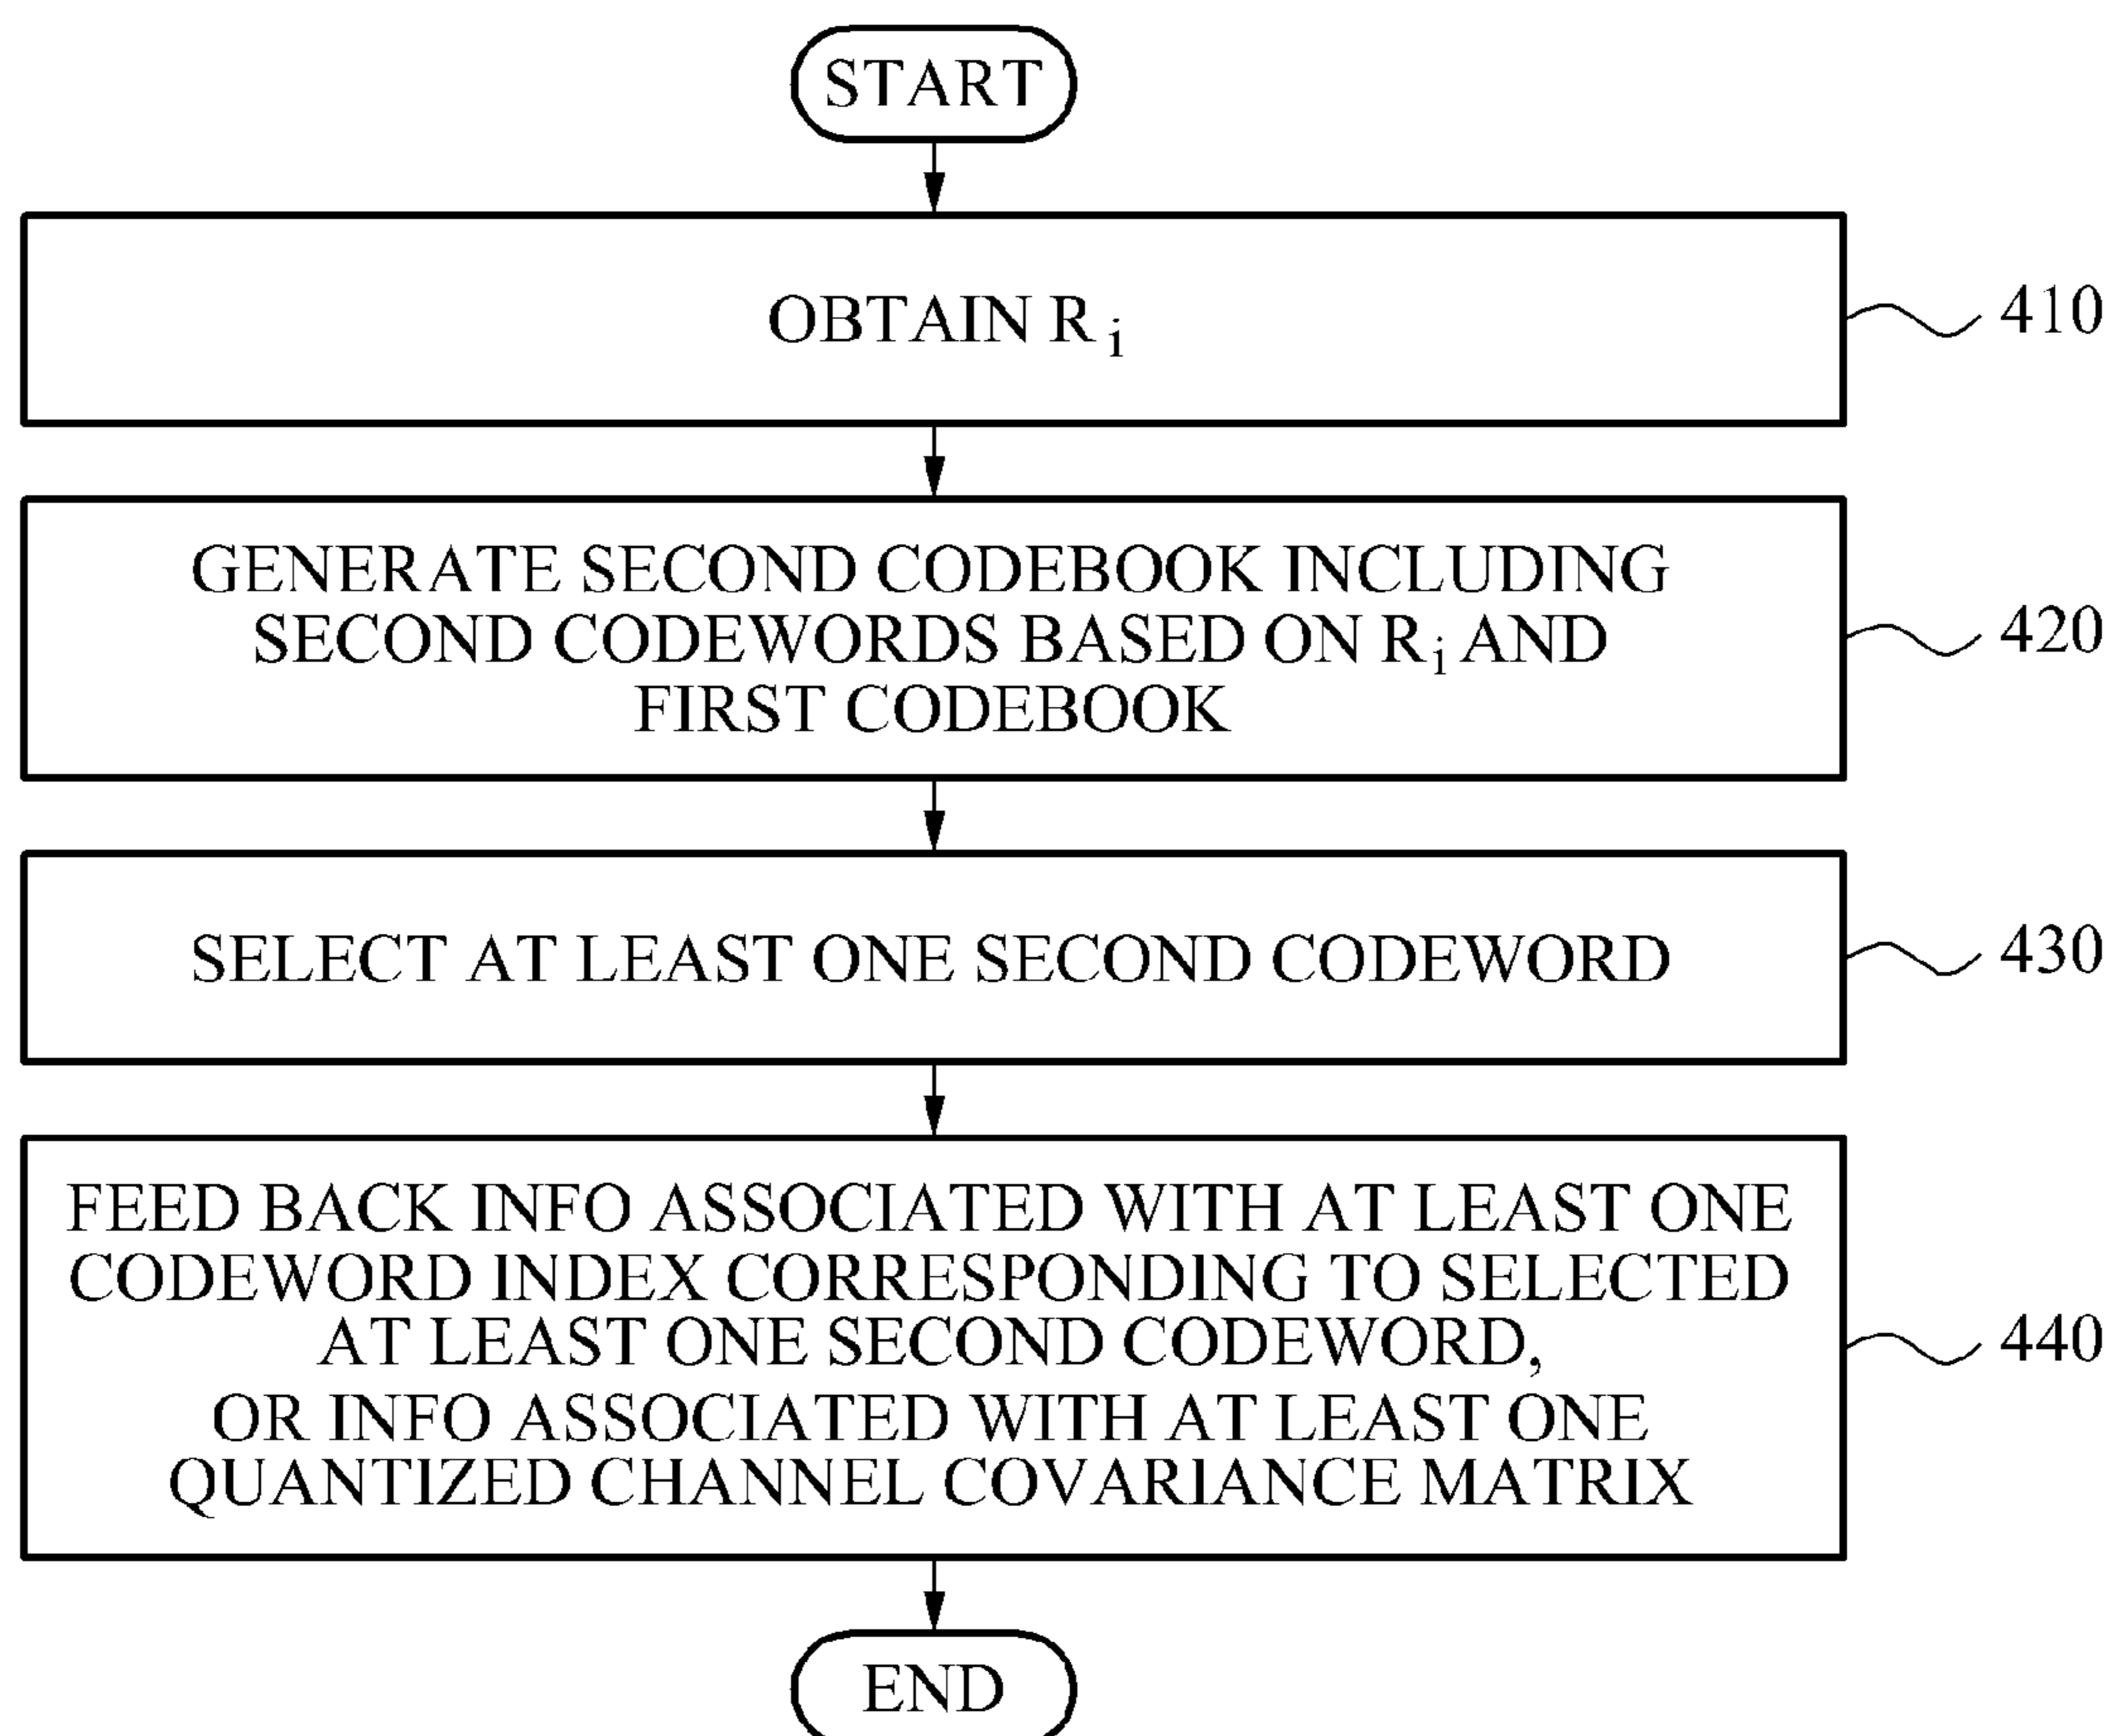 START
OBTAIN R i
410
GENERATE SECOND CODEBOOK INCLUDING
SECOND CODEWORDS BASED ON R i AND
FIRST CODEBOOK
420
SELECT AT LEAST ONE SECOND CODEWORD
430
FEED BACK INFO ASSOCIATED WITH AT LEAST ONE
CODEWORD INDEX CORRESPONDING TO SELECTED
AT LEAST ONE SECOND CODEWORD,
OR INFO ASSOCIATED WITH AT LEAST ONE
QUANTIZED CHANNEL COVARIANCE MATRIX
440
END